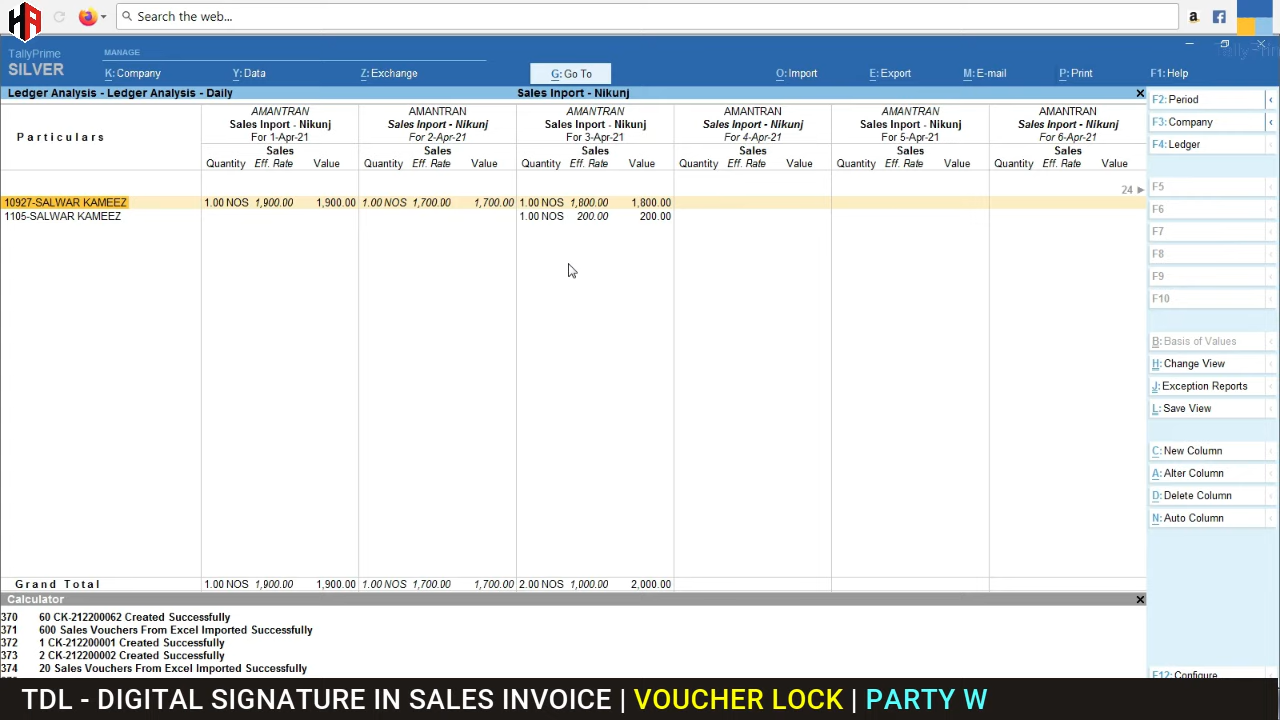 HA
Search the web...
TallyPrime
SILVER
MANAGE
K: Company
Y: Data
Z: Exchange
G: Go To
O: Import
E: Export
M: E-mail
P: Print
F1: Help
Ledger Analysis - Ledger Analysis - Daily
Sales Inport - Nikunj
Particulars
AMANTRAN AMANTRAN AMANTRAN AMANTRAN AMANTRAN AMANTRAN
Sales Inport - Nikunj Sales Inport - Nikunj Sales Inport - Nikunj Sales Inport - Nikunj Sales Inport - Nikunj Sales Inport - Nikunj
For 1-Apr-21 For 2-Apr-21 For 3-Apr-21 For 4-Apr-21 For 5-Apr-21 For 6-Apr-21
Sales Sales Sales Sales Sales Sales
Quantity Eff. Rate Value Quantity Eff. Rate Value Quantity Eff. Rate Value Quantity Eff. Rate Value Quantity Eff. Rate Value Quantity Eff. Rate Value
24
10927-SALWAR KAMEEZ 1.00 NOS 1,900.00 1,900.00 1.00 NOS 1,700.00 1,700.00 1.00 NOS 1,800.00 1,800.00
1105-SALWAR KAMEEZ 1.00 NOS 200.00 200.00
Grand Total 1.00 NOS 1,900.00 1,900.00 1.00 NOS 1,700.00 1,700.00 2.00 NOS 1,000.00 2,000.00
F2: Period
F3: Company
F4: Ledger
F5
F6
F7
F8
F9
F10
B: Basis of Values
H: Change View
J: Exception Reports
L: Save View
C: New Column
A: Alter Column
D: Delete Column
N: Auto Column
F12: Configure
Calculator
370 60 CK-212200062 Created Successfully
371 600 Sales Vouchers From Excel Imported Successfully
372 1 CK-212200001 Created Successfully
373 2 CK-212200002 Created Successfully
374 20 Sales Vouchers From Excel Imported Successfully
TDL - DIGITAL SIGNATURE IN SALES INVOICE | VOUCHER LOCK | PARTY W